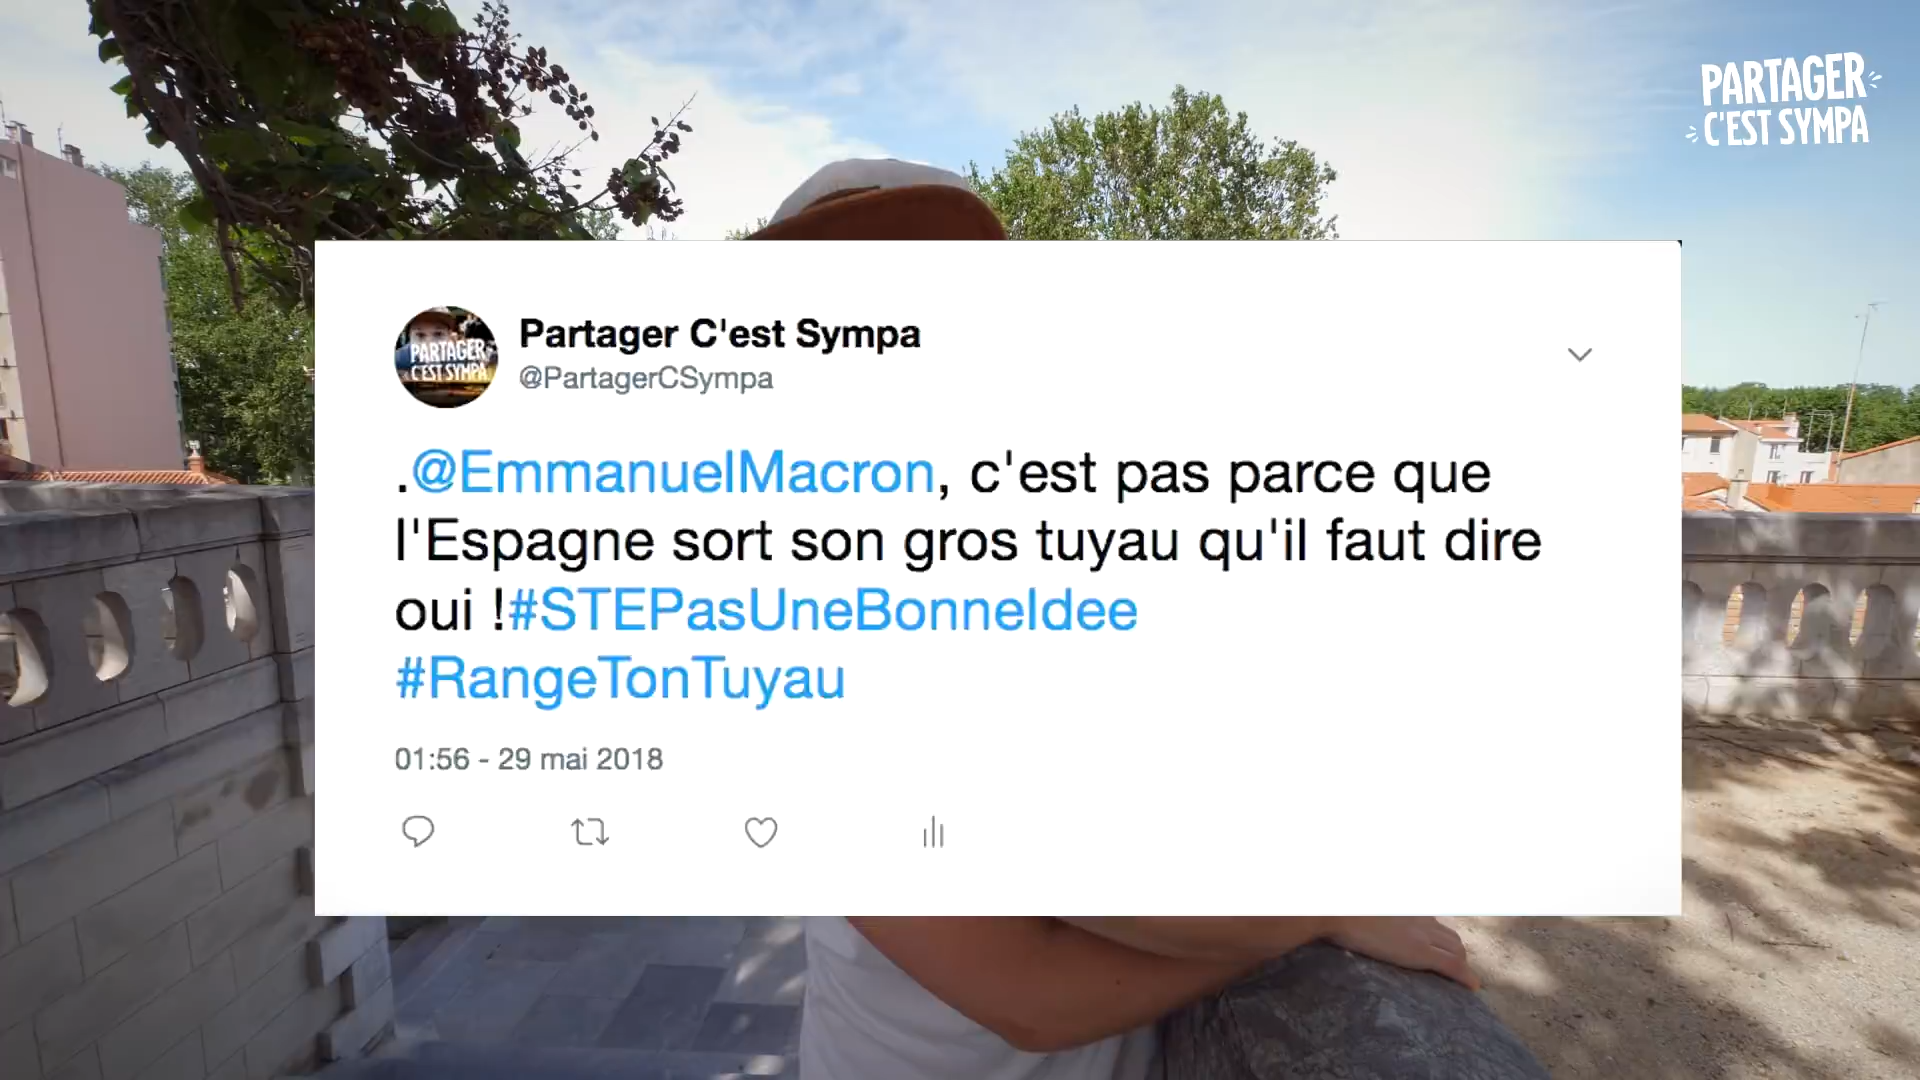 PARTAGER
C'EST SYMPA
PARTAGER
C'EST SYMPA
Partager C'est Sympa
@PartagerCSympa
.@EmmanuelMacron, c'est pas parce que
l'Espagne sort son gros tuyau qu'il faut dire
oui !#STEPasUneBonneIdee
#RangeTonTuyau
01:56 - 29 mai 2018